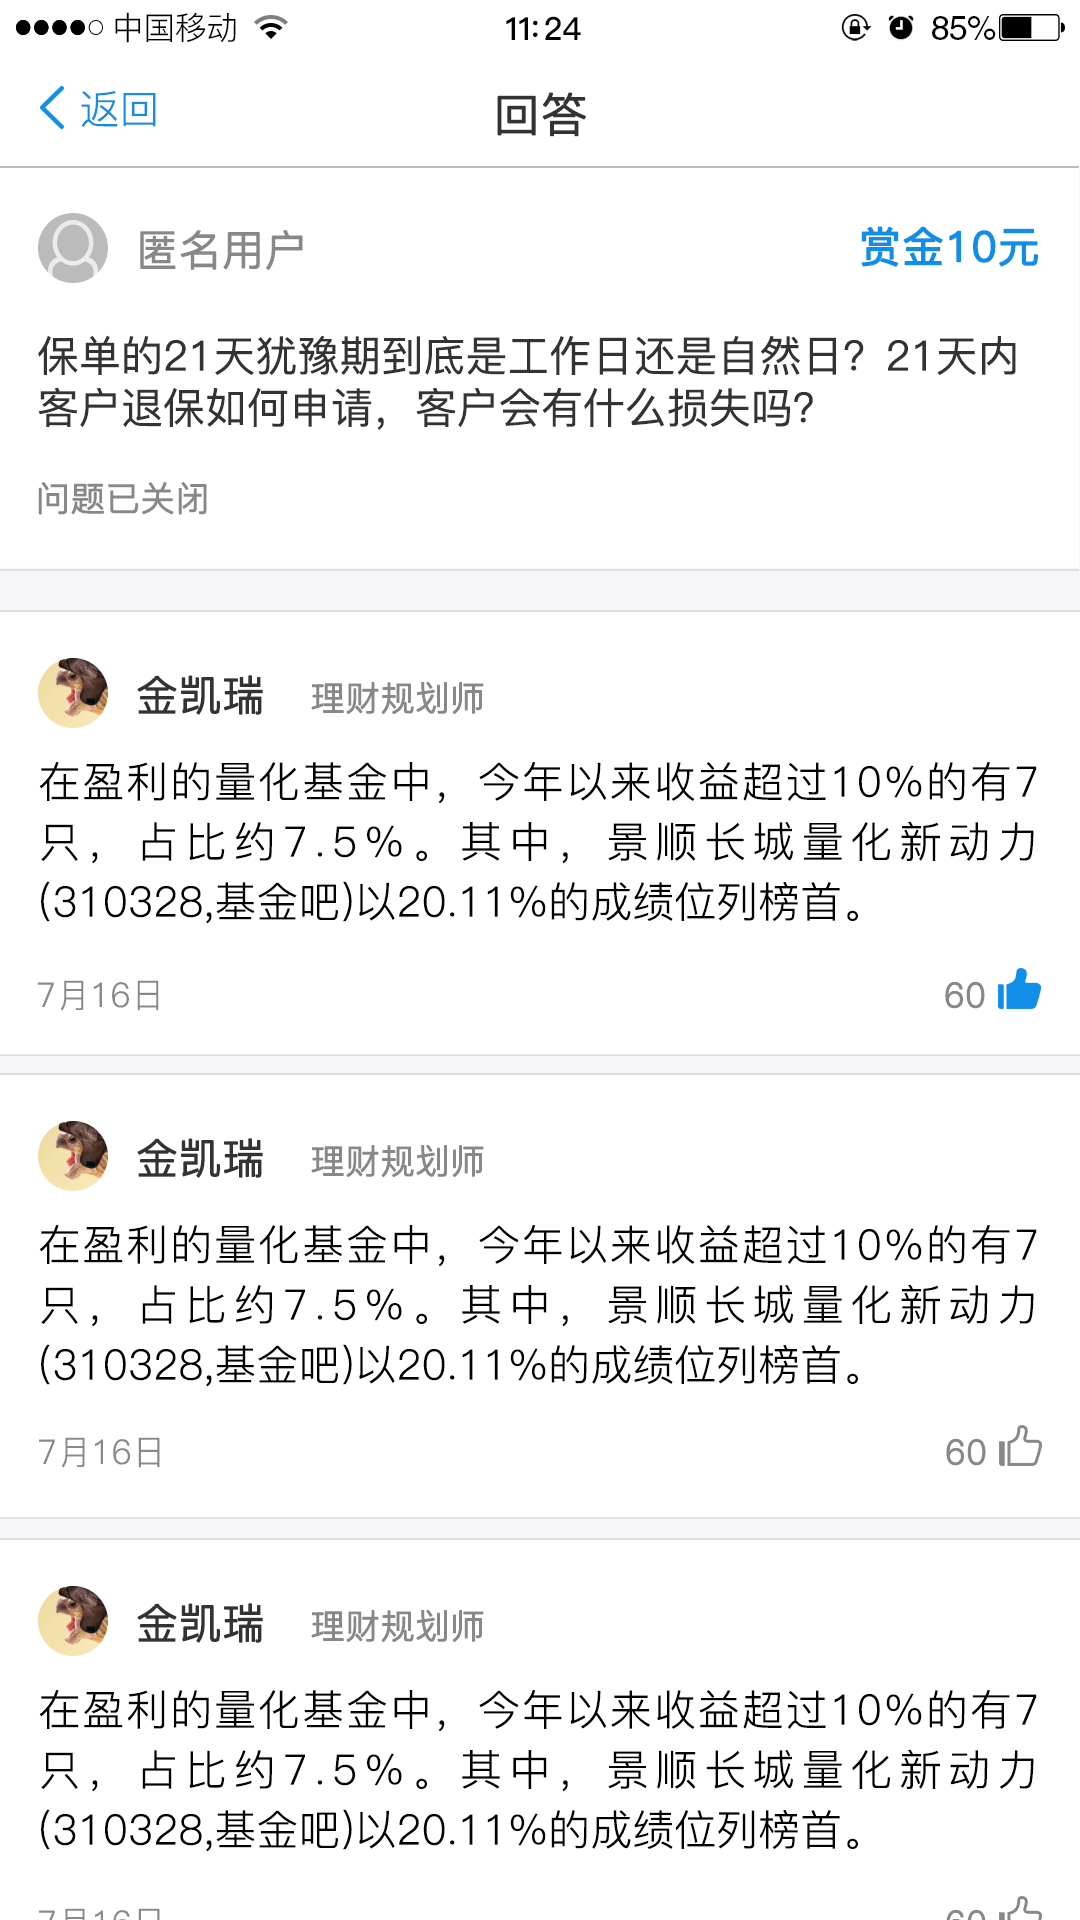 中国移动 11:24 85%
返回 回答
匿名用户 赏金10元
保单的21天犹豫期到底是工作日还是自然日？21天内
客户退保如何申请，客户会有什么损失吗？
问题已关闭
金凯瑞 理财规划师
在盈利的量化基金中，今年以来收益超过10%的有7
只，占比约7.5%。其中，景顺长城量化新动力
(310328,基金吧)以20.11%的成绩位列榜首。
7月16日 60
金凯瑞 理财规划师
在盈利的量化基金中，今年以来收益超过10%的有7
只，占比约7.5%。其中，景顺长城量化新动力
(310328,基金吧)以20.11%的成绩位列榜首。
7月16日 60
金凯瑞 理财规划师
在盈利的量化基金中，今年以来收益超过10%的有7
只，占比约7.5%。其中，景顺长城量化新动力
(310328,基金吧)以20.11%的成绩位列榜首。
7月16日 60